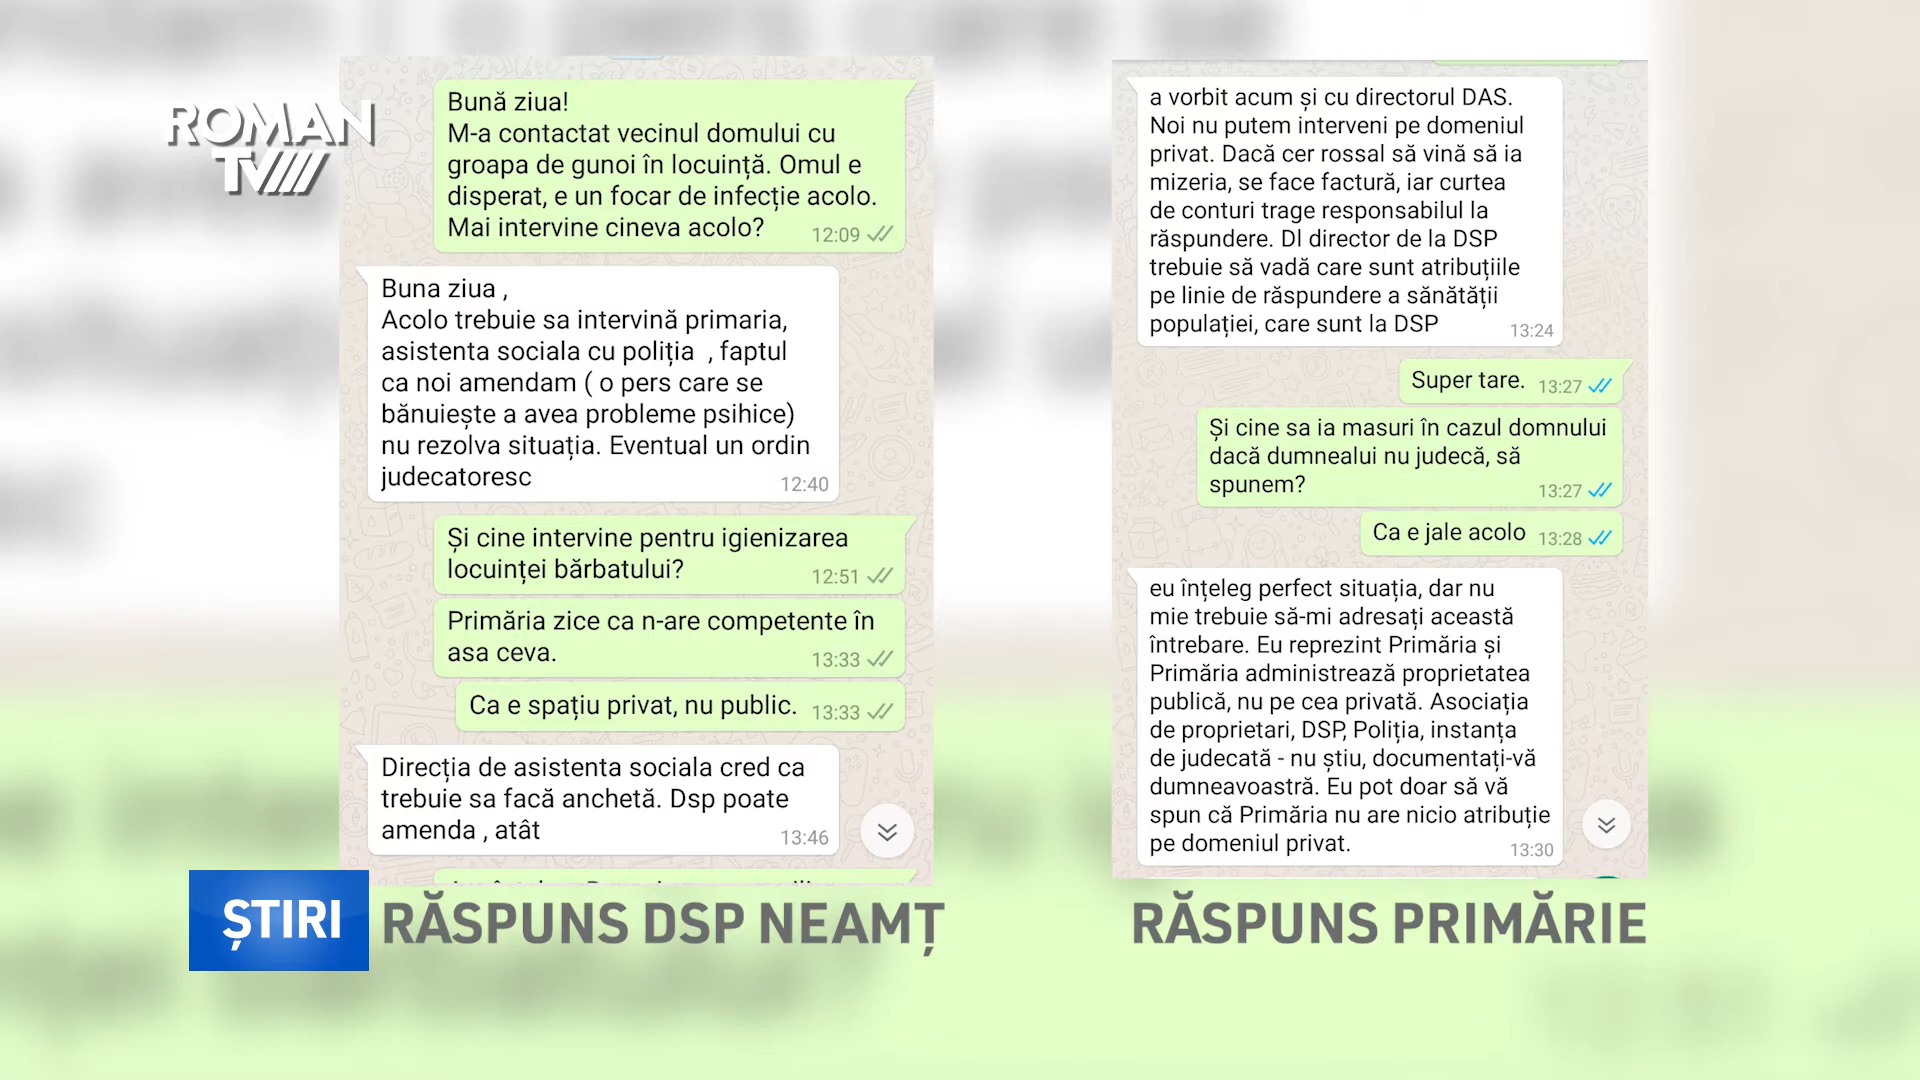 ROMAN
TV
Bună ziua!
M-a contactat vecinul domului cu
groapa de gunoi în locuință. Omul e
disperat, e un focar de infecție acolo.
Mai intervine cineva acolo?
12:09
Buna ziua ,
Acolo trebuie sa intervină primaria,
asistenta sociala cu poliția , faptul
ca noi amendam ( o pers care se
bănuiește a avea probleme psihice)
nu rezolva situația. Eventual un ordin
judecatoresc
12:40
Și cine intervine pentru igienizarea
locuinței bărbatului?
12:51
Primăria zice ca n-are competente în
asa ceva.
13:33
Ca e spațiu privat, nu public.
13:33
Direcția de asistenta sociala cred ca
trebuie sa facă anchetă. Dsp poate
amenda , atât
13:46
a vorbit acum și cu directorul DAS.
Noi nu putem interveni pe domeniul
privat. Dacă cer rossal să vină să ia
mizeria, se face factură, iar curtea
de conturi trage responsabilul la
răspundere. Dl director de la DSP
trebuie să vadă care sunt atribuțiile
pe linie de răspundere a sănătății
populației, care sunt la DSP
13:24
Super tare.
13:27
Și cine sa ia masuri în cazul domnului
dacă dumnealui nu judecă, să
spunem?
13:27
Ca e jale acolo
13:28
eu înțeleg perfect situația, dar nu
mie trebuie să-mi adresați această
întrebare. Eu reprezint Primăria și
Primăria administrează proprietatea
publică, nu pe cea privată. Asociația
de proprietari, DSP, Poliția, instanța
de judecată - nu știu, documentați-vă
dumneavoastră. Eu pot doar să vă
spun că Primăria nu are nicio atribuție
pe domeniul privat.
13:30
ȘTIRI
RĂSPUNS DSP NEAMȚ
RĂSPUNS PRIMĂRIE